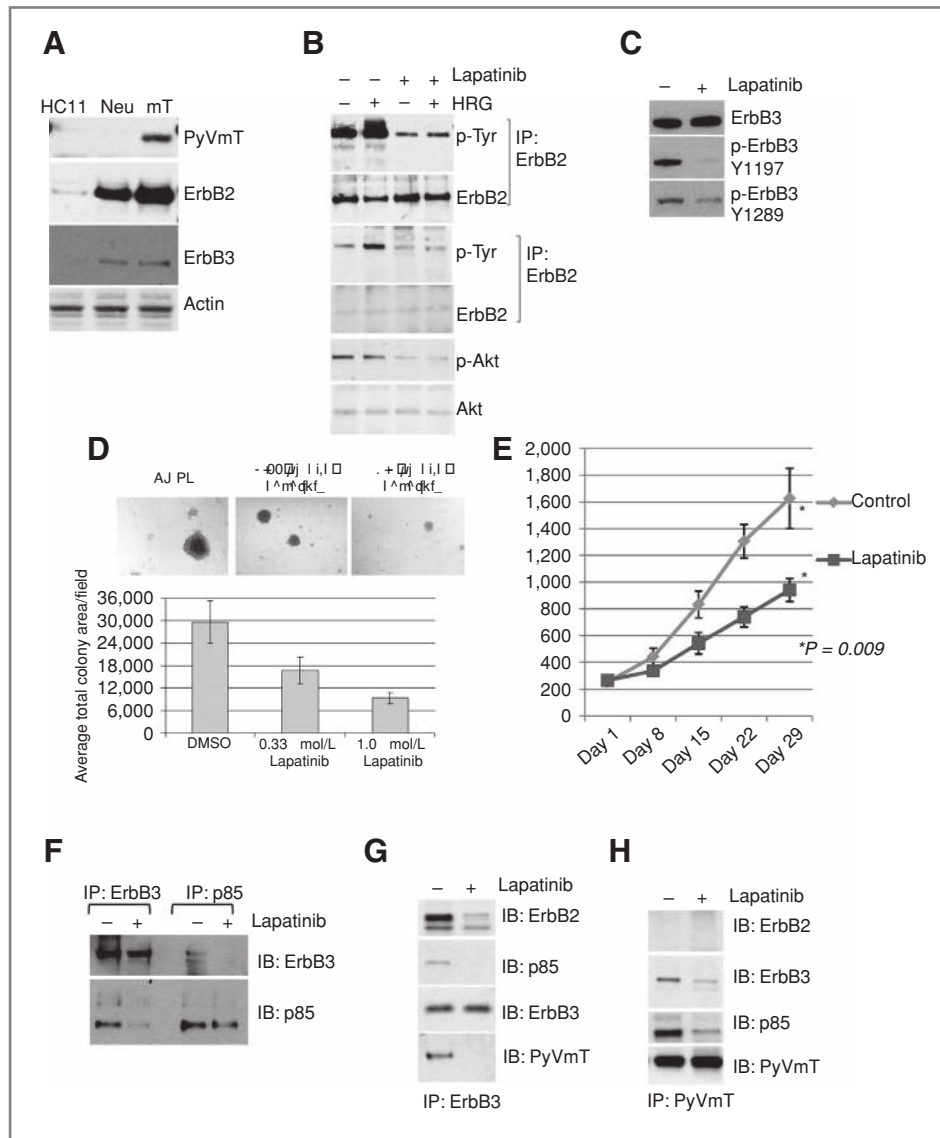 A
HC11 Neu mT
PyVmT
ErbB2
ErbB3
Actin
B
– – + + Lapatinib
– + – + HRG
p-Tyr
IP:
ErbB2
ErbB2
p-Tyr
IP:
ErbB2
ErbB2
p-Akt
Akt
C
– + Lapatinib
ErbB3
p-ErbB3
Y1197
p-ErbB3
Y1289
D
AJ PL
Average total colony area/field
36,000
30,000
24,000
18,000
12,000
6,000
0
DMSO
0.33 mol/L
Lapatinib
1.0 mol/L
Lapatinib
E
2,000
1,800
1,600
1,400
1,200
1,000
800
600
400
200
0
Day 1 Day 8 Day 15 Day 22 Day 29
Control
*
Lapatinib
*
*P = 0.009
F
IP: ErbB3 IP: p85
– + – + Lapatinib
IB: ErbB3
IB: p85
G
– + Lapatinib
IB: ErbB2
IB: p85
IB: ErbB3
IB: PyVmT
IP: ErbB3
H
– + Lapatinib
IB: ErbB2
IB: ErbB3
IB: p85
IB: PyVmT
IP: PyVmT